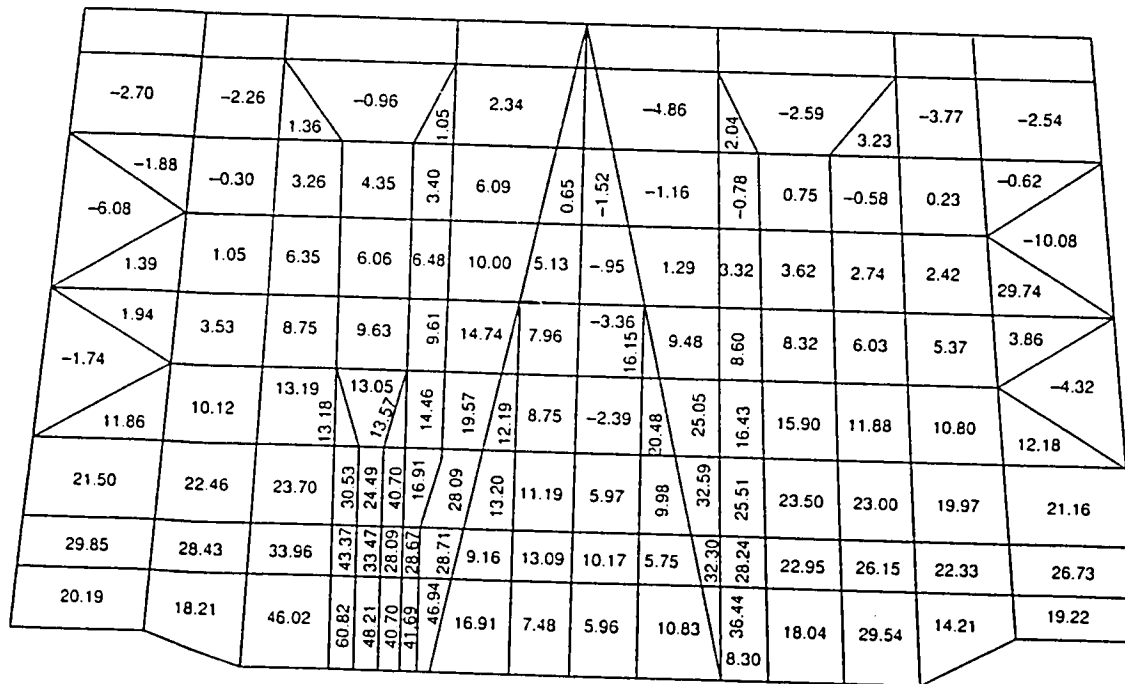 -2.70 -2.26 -0.96 2.34 -4.86 -2.59 -3.77 -2.54
1.36 1.05 2.04 3.23
-1.88 -0.30 3.26 4.35 3.40 6.09 0.65 -1.52 -1.16 -0.78 0.75 -0.58 0.23 -0.62
-6.08 -10.08
1.39 1.05 6.35 6.06 6.48 10.00 5.13 -.95 1.29 3.32 3.62 2.74 2.42 29.74
1.94 3.53 8.75 9.63 9.61 14.74 7.96 -3.36 16.15 9.48 8.60 8.32 6.03 5.37 3.86
-1.74 -4.32
11.86 10.12 13.19 13.18 13.05 13.57 14.46 19.57 12.19 8.75 -2.39 20.48 25.05 16.43 15.90 11.88 10.80 12.18
21.50 22.46 23.70 30.53 24.49 40.70 16.91 28.09 13.20 11.19 5.97 9.98 32.59 25.51 23.50 23.00 19.97 21.16
29.85 28.43 33.96 43.37 33.47 28.09 28.67 28.71 9.16 13.09 10.17 5.75 32.30 28.24 22.95 26.15 22.33 26.73
20.19 18.21 46.02 60.82 48.21 40.70 41.69 46.94 16.91 7.48 5.96 10.83 36.44 18.04 29.54 14.21 19.22
8.30